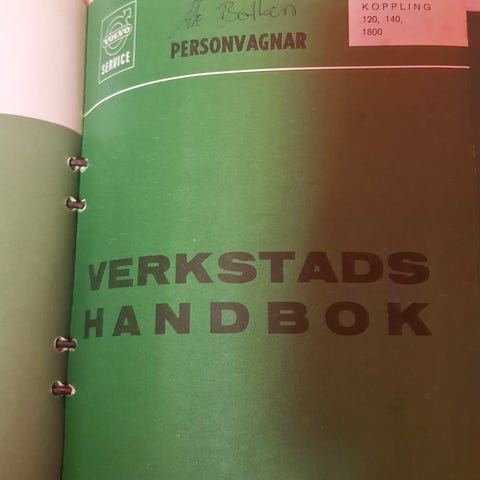 VOLVO
SERVICE
PERSONVAGNAR
KOPPLING
120, 140,
1800
VERKSTADS
HANDBOK